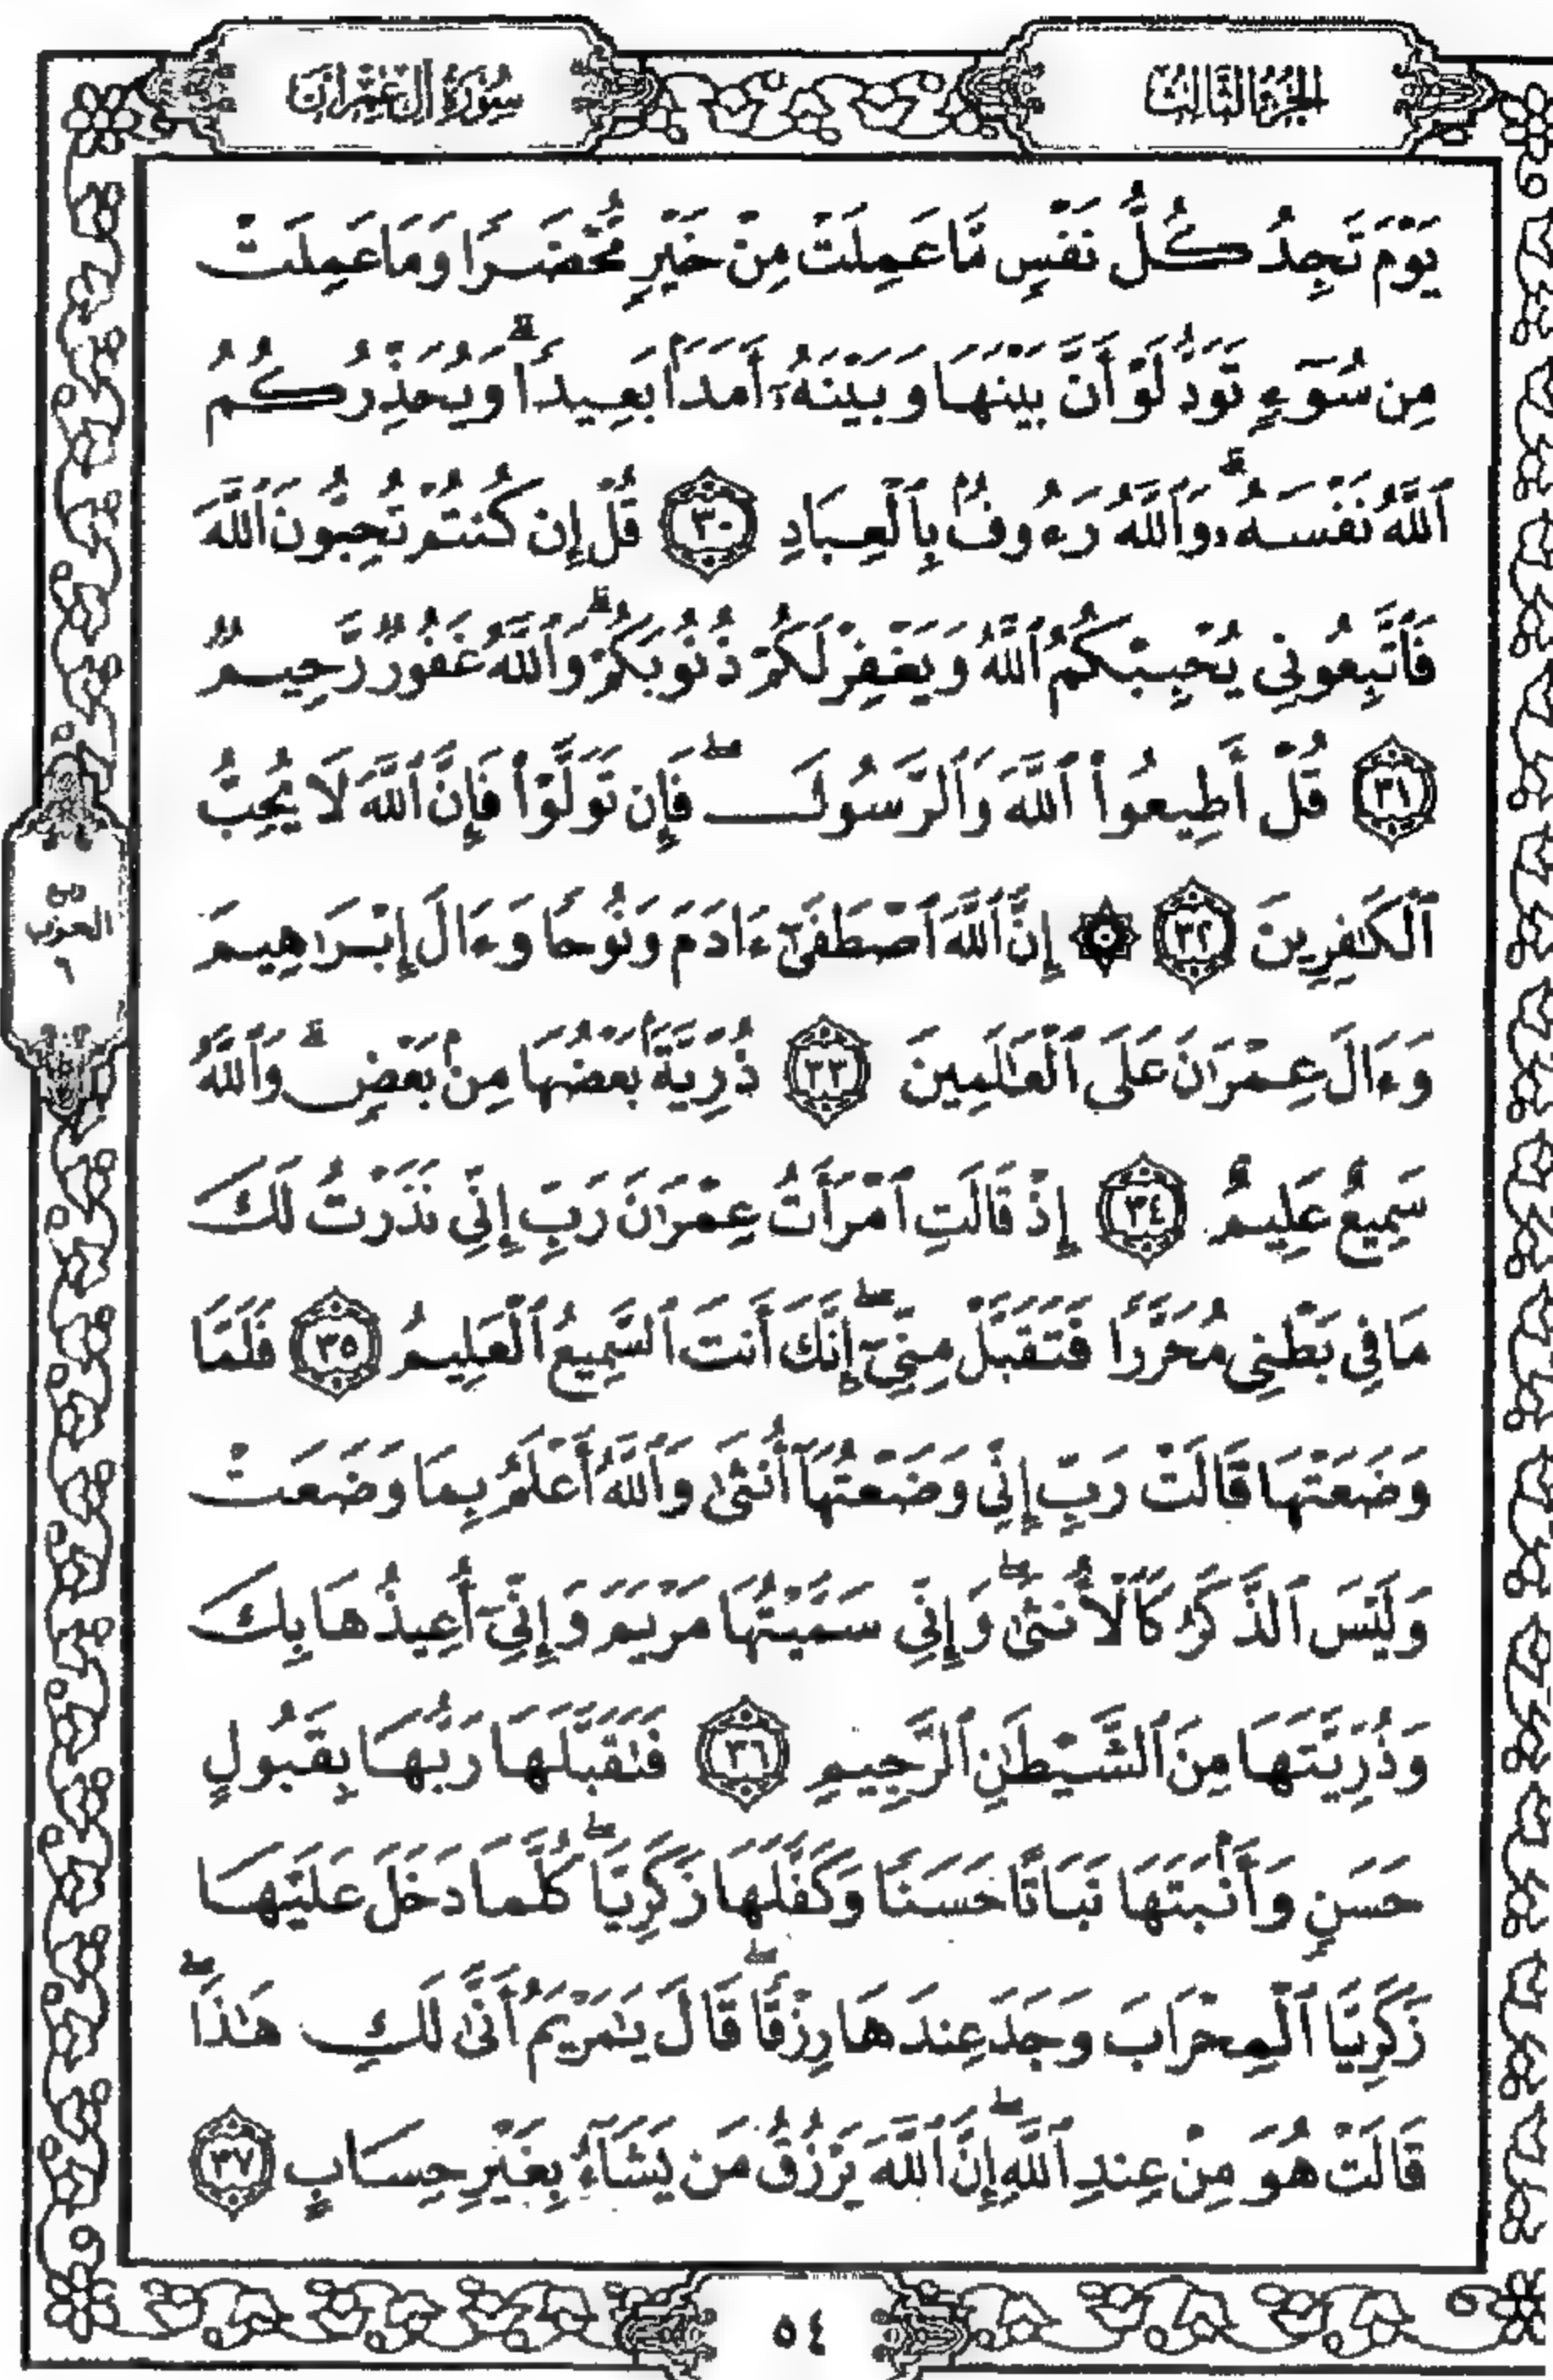 الجزء الثالث
سورة آل عمران
يَوْمَ تَجِدُ كُلُّ نَفْسٍ مَّا عَمِلَتْ مِنْ خَيْرٍ مُّحْضَرًا وَمَا عَمِلَتْ
مِن سُوٓءٍ تَوَدُّ لَوْ أَنَّ بَيْنَهَا وَبَيْنَهُۥٓ أَمَدَۢا بَعِيدًا ۗ وَيُحَذِّرُكُمُ
ٱللَّهُ نَفْسَهُۥ ۗ وَٱللَّهُ رَءُوفٌۢ بِٱلْعِبَادِ ٣٠ قُلْ إِن كُنتُمْ تُحِبُّونَ ٱللَّهَ
فَٱتَّبِعُونِى يُحْبِبْكُمُ ٱللَّهُ وَيَغْفِرْ لَكُمْ ذُنُوبَكُمْ ۗ وَٱللَّهُ غَفُورٌ رَّحِيمٌ
٣١ قُلْ أَطِيعُوا۟ ٱللَّهَ وَٱلرَّسُولَ ۖ فَإِن تَوَلَّوْا۟ فَإِنَّ ٱللَّهَ لَا يُحِبُّ
ٱلْكَٰفِرِينَ ٣٢ ۞ إِنَّ ٱللَّهَ ٱصْطَفَىٰٓ ءَادَمَ وَنُوحًا وَءَالَ إِبْرَٰهِيمَ
وَءَالَ عِمْرَٰنَ عَلَى ٱلْعَٰلَمِينَ ٣٣ ذُرِّيَّةَۢ بَعْضُهَا مِنۢ بَعْضٍ ۗ وَٱللَّهُ
سَمِيعٌ عَلِيمٌ ٣٤ إِذْ قَالَتِ ٱمْرَأَتُ عِمْرَٰنَ رَبِّ إِنِّى نَذَرْتُ لَكَ
مَا فِى بَطْنِى مُحَرَّرًا فَتَقَبَّلْ مِنِّىٓ ۖ إِنَّكَ أَنتَ ٱلسَّمِيعُ ٱلْعَلِيمُ ٣٥ فَلَمَّا
وَضَعَتْهَا قَالَتْ رَبِّ إِنِّى وَضَعْتُهَآ أُنثَىٰ وَٱللَّهُ أَعْلَمُ بِمَا وَضَعَتْ
وَلَيْسَ ٱلذَّكَرُ كَٱلْأُنثَىٰ ۖ وَإِنِّى سَمَّيْتُهَا مَرْيَمَ وَإِنِّىٓ أُعِيذُهَا بِكَ
وَذُرِّيَّتَهَا مِنَ ٱلشَّيْطَٰنِ ٱلرَّجِيمِ ٣٦ فَتَقَبَّلَهَا رَبُّهَا بِقَبُولٍ
حَسَنٍ وَأَنۢبَتَهَا نَبَاتًا حَسَنًا وَكَفَّلَهَا زَكَرِيَّا ۖ كُلَّمَا دَخَلَ عَلَيْهَا
زَكَرِيَّا ٱلْمِحْرَابَ وَجَدَ عِندَهَا رِزْقًا ۖ قَالَ يَٰمَرْيَمُ أَنَّىٰ لَكِ هَٰذَا ۖ
قَالَتْ هُوَ مِنْ عِندِ ٱللَّهِ ۖ إِنَّ ٱللَّهَ يَرْزُقُ مَن يَشَآءُ بِغَيْرِ حِسَابٍ ٣٧
ربع
الحزب
٦
٥٤